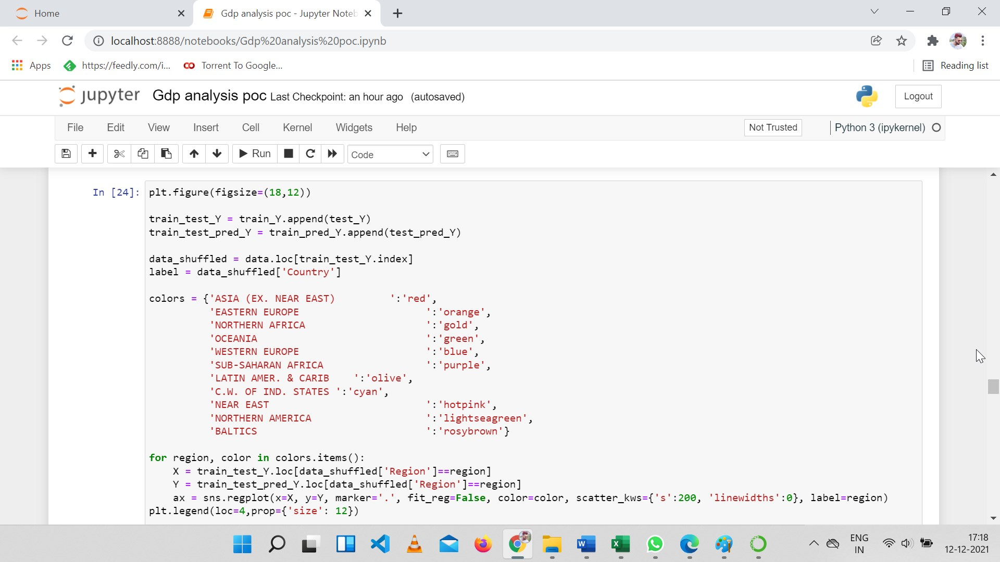 Home
Gdp analysis poc - Jupyter Noteb
localhost:8888/notebooks/Gdp%20analysis%20poc.ipynb
Apps https://feedly.com/i... Torrent To Google... Reading list
jupyter Gdp analysis poc Last Checkpoint: an hour ago (autosaved) Logout
File Edit View Insert Cell Kernel Widgets Help Not Trusted Python 3 (ipykernel)
Run Code
In [24]: plt.figure(figsize=(18,12))

train_test_Y = train_Y.append(test_Y)
train_test_pred_Y = train_pred_Y.append(test_pred_Y)

data_shuffled = data.loc[train_test_Y.index]
label = data_shuffled['Country']

colors = {'ASIA (EX. NEAR EAST)         ':'red',
          'EASTERN EUROPE                     ':'orange',
          'NORTHERN AFRICA                    ':'gold',
          'OCEANIA                            ':'green',
          'WESTERN EUROPE                     ':'blue',
          'SUB-SAHARAN AFRICA                 ':'purple',
          'LATIN AMER. & CARIB    ':'olive',
          'C.W. OF IND. STATES ':'cyan',
          'NEAR EAST                          ':'hotpink',
          'NORTHERN AMERICA                   ':'lightseagreen',
          'BALTICS                            ':'rosybrown'}

for region, color in colors.items():
    X = train_test_Y.loc[data_shuffled['Region']==region]
    Y = train_test_pred_Y.loc[data_shuffled['Region']==region]
    ax = sns.regplot(x=X, y=Y, marker='.', fit_reg=False, color=color, scatter_kws={'s':200, 'linewidths':0}, label=region)
plt.legend(loc=4,prop={'size': 12})
ENG
IN
17:18
12-12-2021